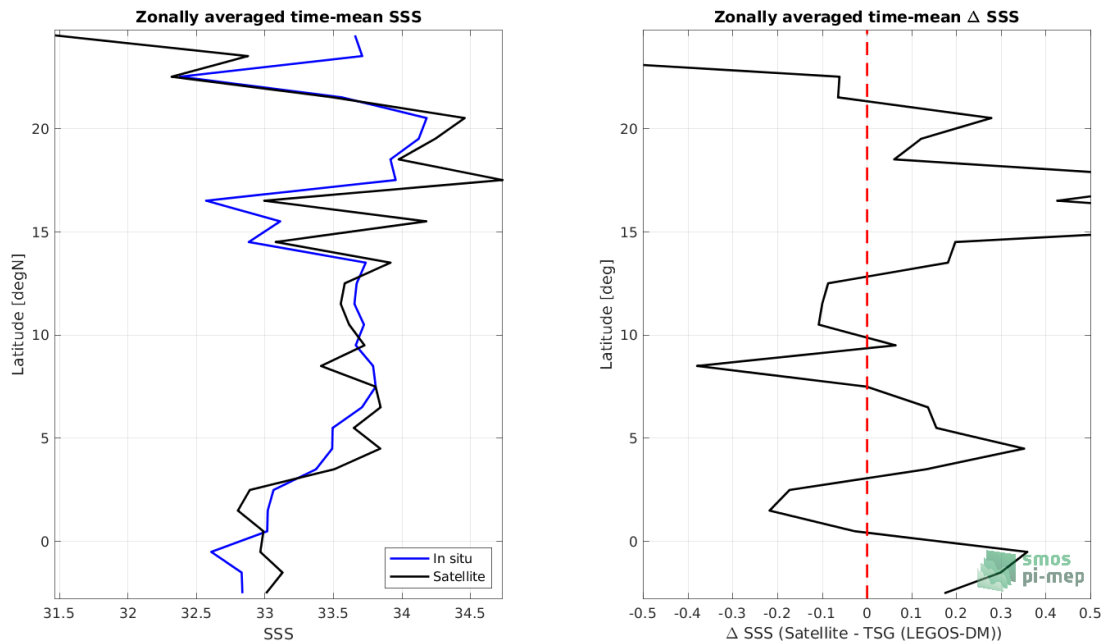 Zonally averaged time-mean SSS
Latitude [degN]
20
15
10
5
0
31.5 32 32.5 33 33.5 34 34.5
SSS
In situ
Satellite
Zonally averaged time-mean Δ SSS
Latitude [deg]
20
15
10
5
0
-0.5 -0.4 -0.3 -0.2 -0.1 0 0.1 0.2 0.3 0.4 0.5
Δ SSS (Satellite - TSG (LEGOS-DM))
smos
pi-mep